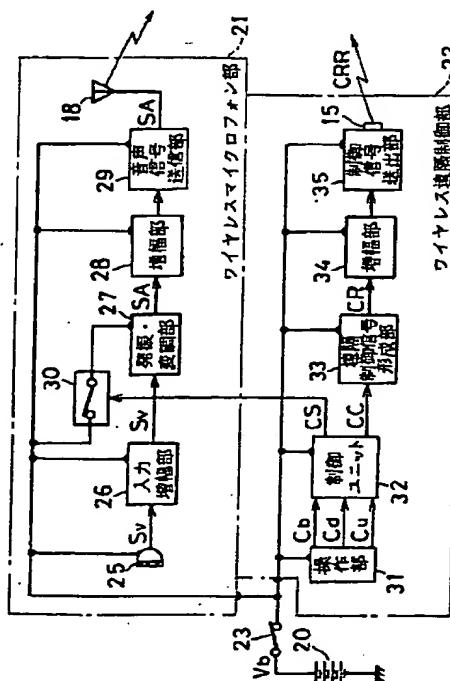 21
18
SA
音声
信号
送信部
29
増幅部
28
SA
発振・
変調部
27
30
Sv
入力
増幅部
26
Sv
25
ワイヤレスマイクロフォン部
22
CRR
15
制御
信号
送出部
35
増幅部
34
CR
遠隔
制御信号
形成部
33
CS
CC
制御
ユニット
32
Cb
Cd
Cu
操作部
31
ワイヤレス遠隔制御部
23
Vb
20